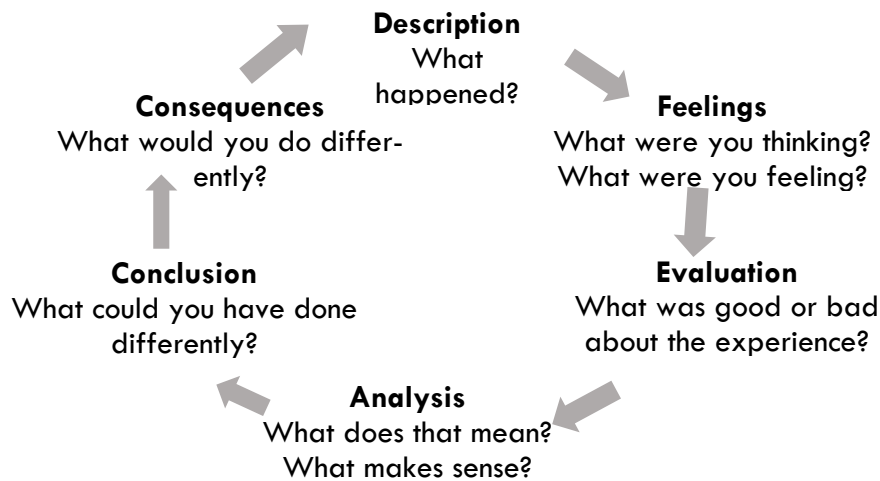 Description
What
happened?
Feelings
What were you thinking?
What were you feeling?
Evaluation
What was good or bad
about the experience?
Analysis
What does that mean?
What makes sense?
Conclusion
What could you have done
differently?
Consequences
What would you do differ-
ently?